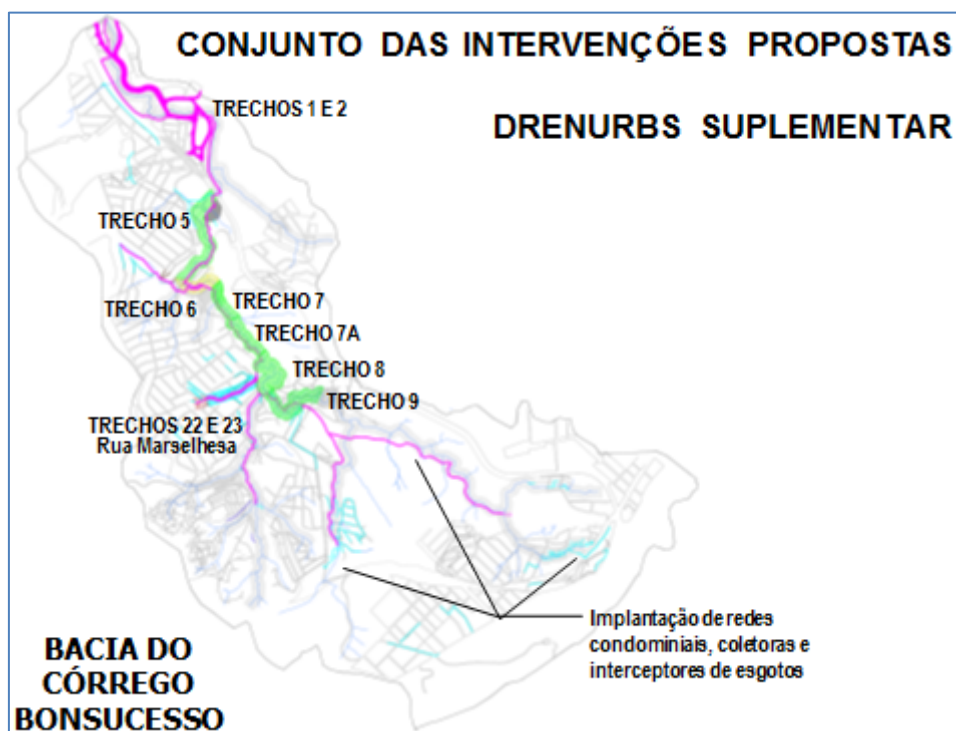 CONJUNTO DAS INTERVENÇÕES PROPOSTAS
DRENURBS SUPLEMENTAR
TRECHOS 1 E 2
TRECHO 5
TRECHO 6
TRECHO 7
TRECHO 7A
TRECHO 8
TRECHO 9
TRECHOS 22 E 23
Rua Marselhesa
Implantação de redes
condominiais, coletoras e
interceptores de esgotos
BACIA DO
CÓRREGO
BONSUCESSO